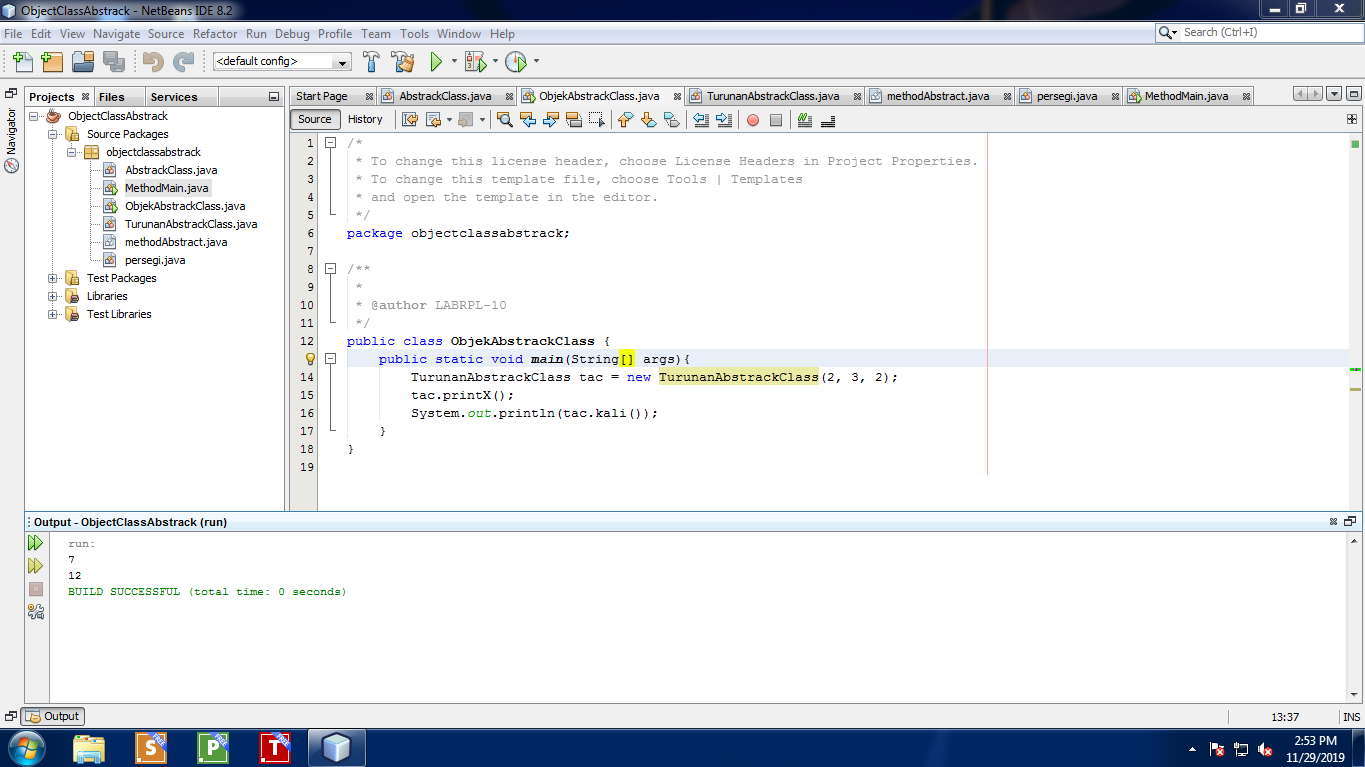 ObjectClassAbstrack - NetBeans IDE 8.2
File Edit View Navigate Source Refactor Run Debug Profile Team Tools Window Help
Search (Ctrl+I)
<default config>
Projects Files Services
Navigator
ObjectClassAbstrack
Source Packages
objectclassabstrack
AbstrackClass.java
MethodMain.java
ObjekAbstrackClass.java
TurunanAbstrackClass.java
methodAbstract.java
persegi.java
Test Packages
Libraries
Test Libraries
Start Page AbstrackClass.java ObjekAbstrackClass.java TurunanAbstrackClass.java methodAbstract.java persegi.java MethodMain.java
Source History
1 /*
2 * To change this license header, choose License Headers in Project Properties.
3 * To change this template file, choose Tools | Templates
4 * and open the template in the editor.
5 */
6 package objectclassabstrack;
7
8 /**
9 *
10 * @author LABRPL-10
11 */
12 public class ObjekAbstrackClass {
public static void main(String[] args){
14 TurunanAbstrackClass tac = new TurunanAbstrackClass(2, 3, 2);
15 tac.printX();
16 System.out.println(tac.kali());
17 }
18 }
19
Output - ObjectClassAbstrack (run)
run:
7
12
BUILD SUCCESSFUL (total time: 0 seconds)
Output
13:37 INS
S FREE P FREE T FREE
2:53 PM
11/29/2019